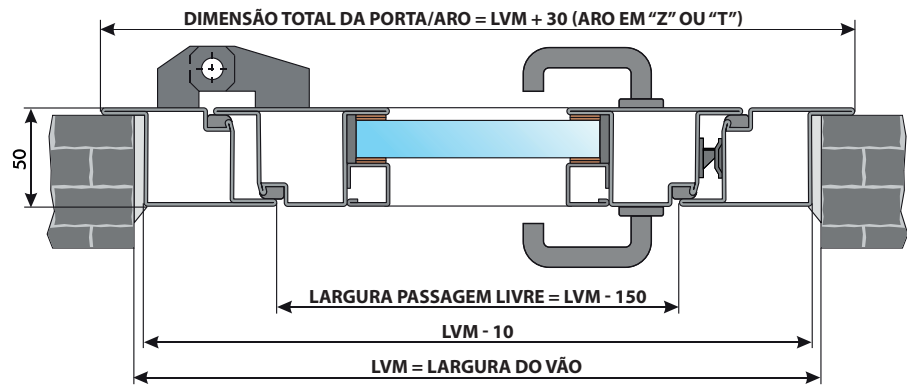 DIMENSÃO TOTAL DA PORTA/ARO = LVM + 30 (ARO EM “Z” OU “T”)
50
LARGURA PASSAGEM LIVRE = LVM - 150
LVM - 10
LVM = LARGURA DO VÃO